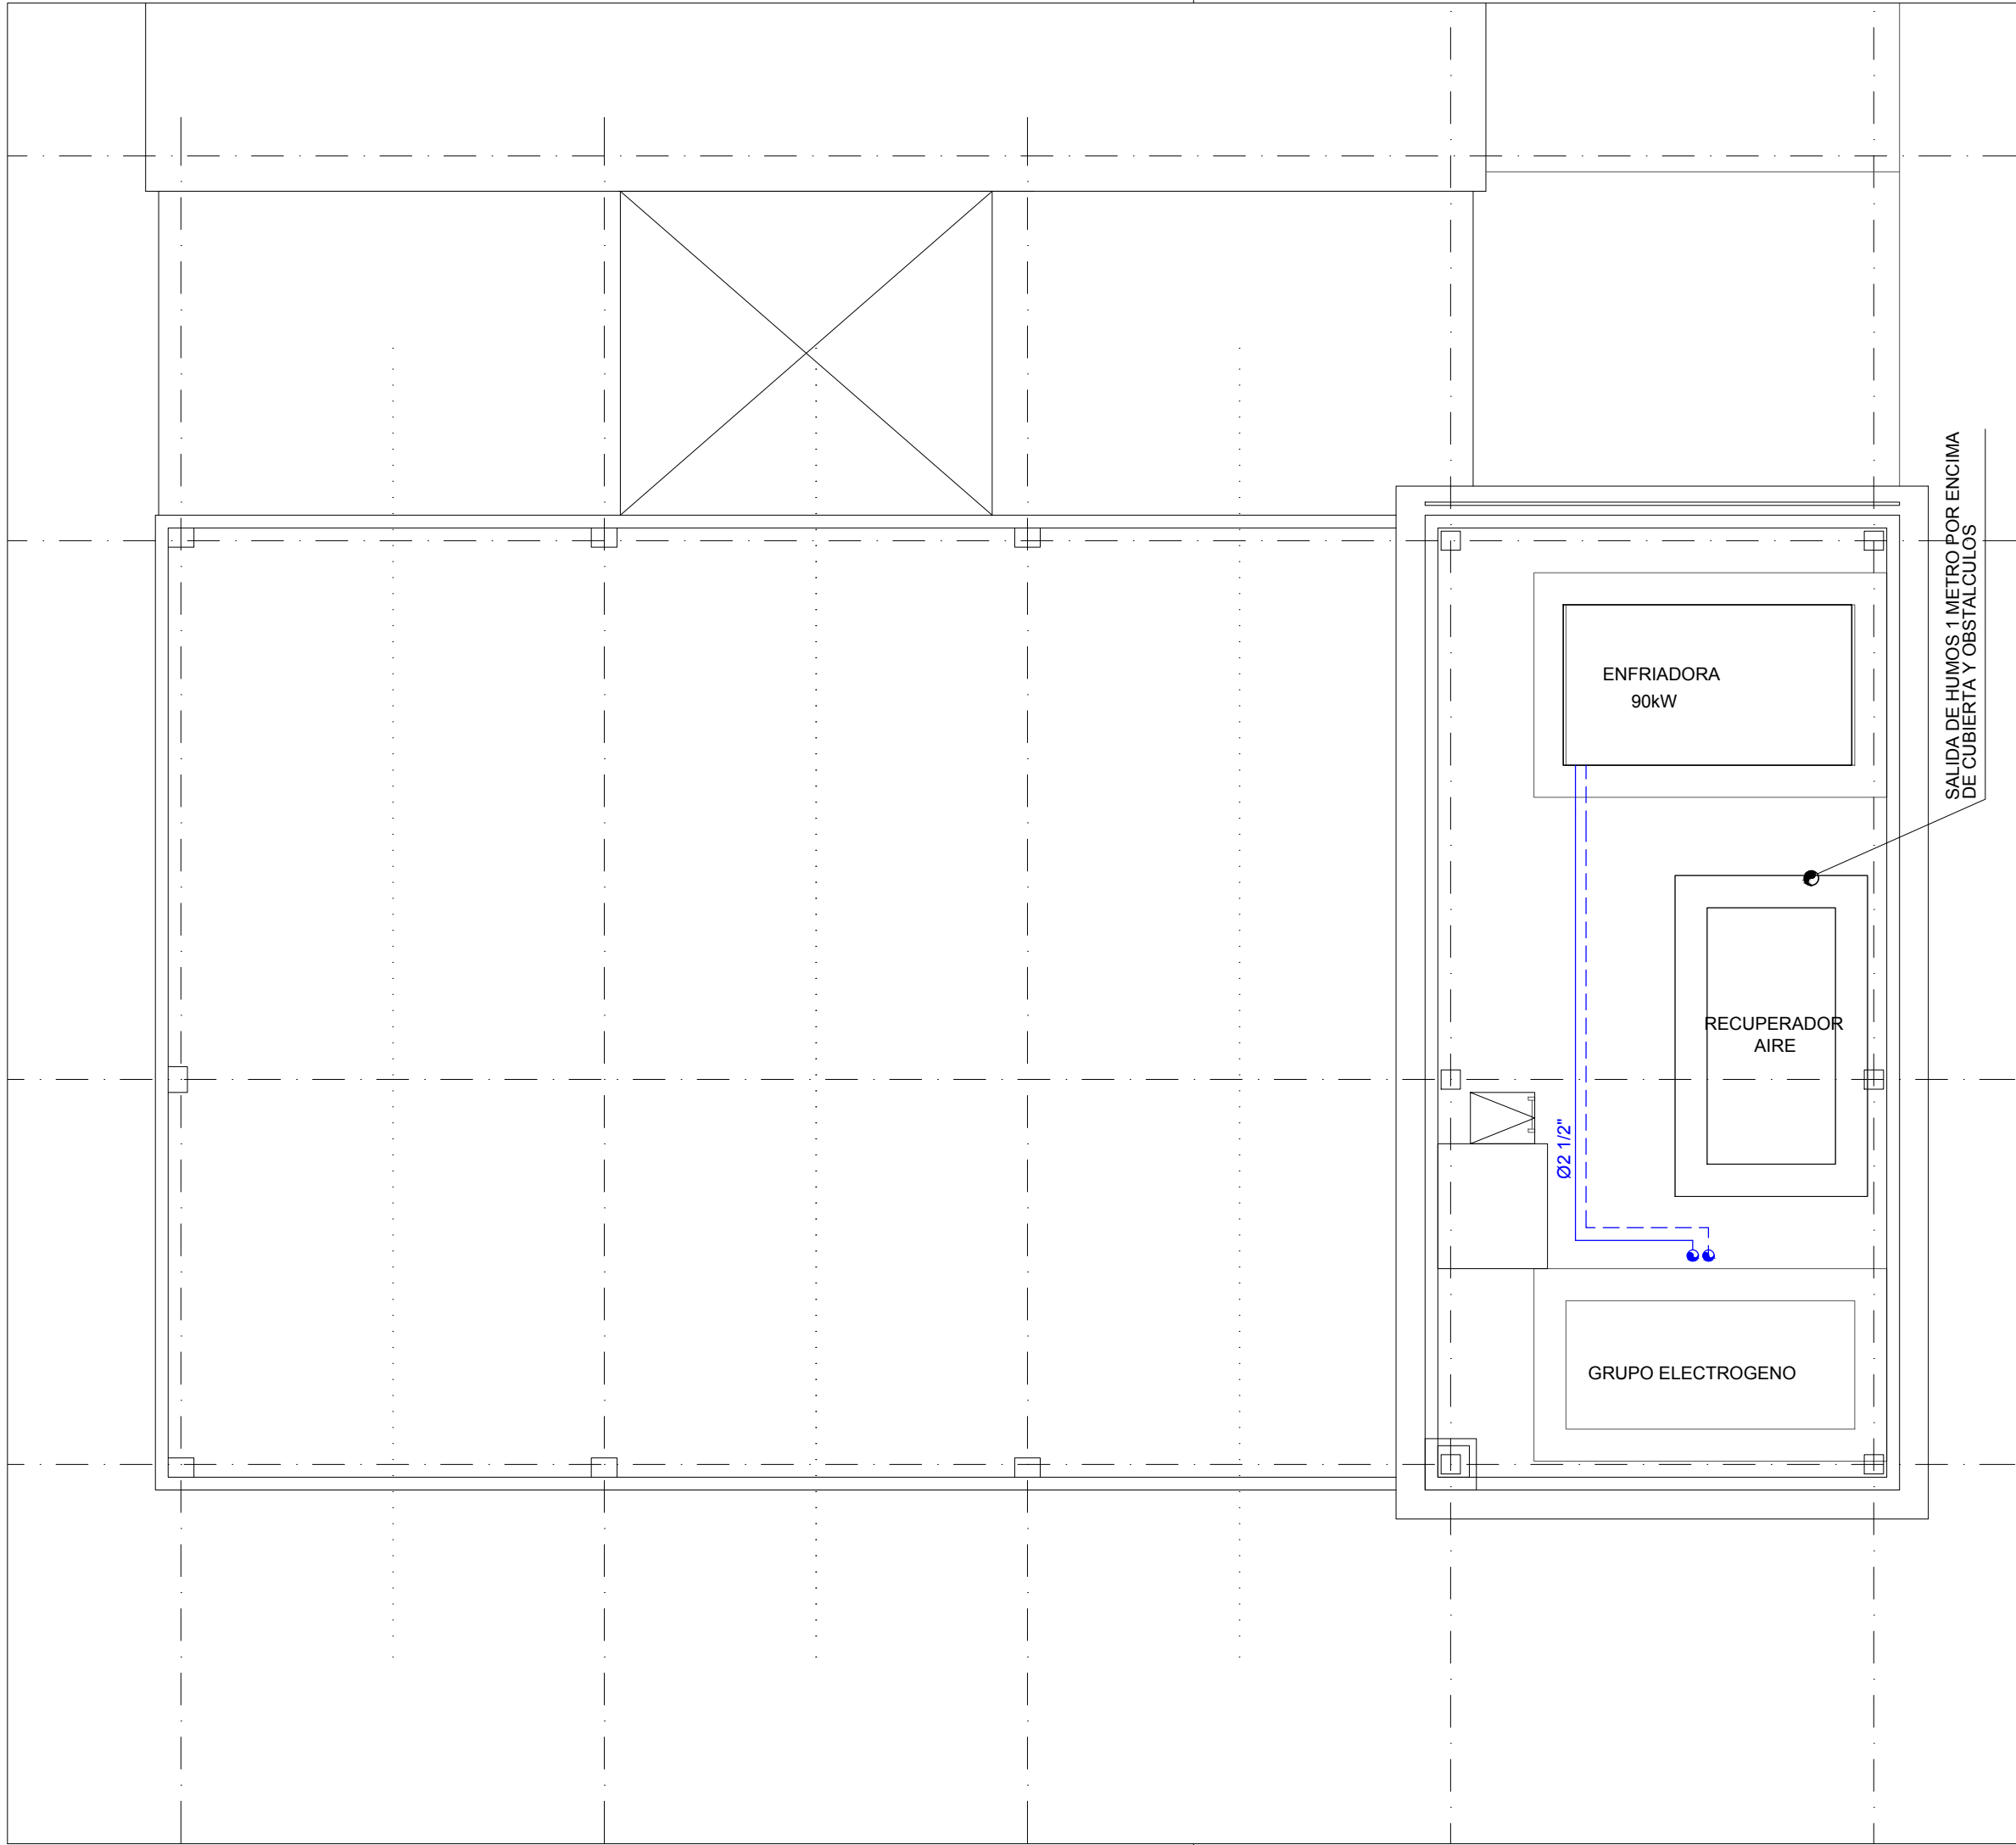 SALIDA DE HUMOS 1 METRO POR ENCIMA
DE CUBIERTA Y OBSTALCULOS
ENFRIADORA
90kW
RECUPERADOR
AIRE
Ø2 1/2"
GRUPO ELECTROGENO